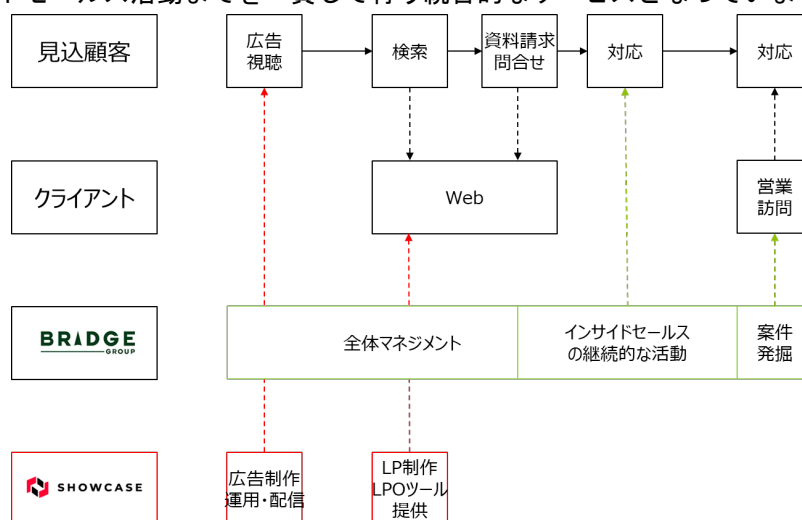 見込顧客
広告
視聴
検索
資料請求
問合せ
対応
対応
クライアント
Web
営業
訪問
BRIDGE
GROUP
全体マネジメント
インサイドセールス
の継続的な活動
案件
発掘
SHOWCASE
広告制作
運用・配信
LP制作
LPOツール
提供